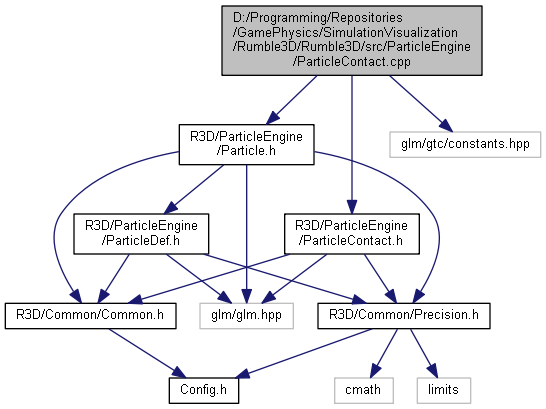 D:/Programming/Repositories
/GamePhysics/SimulationVisualization
/Rumble3D/Rumble3D/src/ParticleEngine
/ParticleContact.cpp
R3D/ParticleEngine
/Particle.h
glm/gtc/constants.hpp
R3D/ParticleEngine
/ParticleDef.h
R3D/ParticleEngine
/ParticleContact.h
R3D/Common/Common.h
glm/glm.hpp
R3D/Common/Precision.h
Config.h
cmath
limits